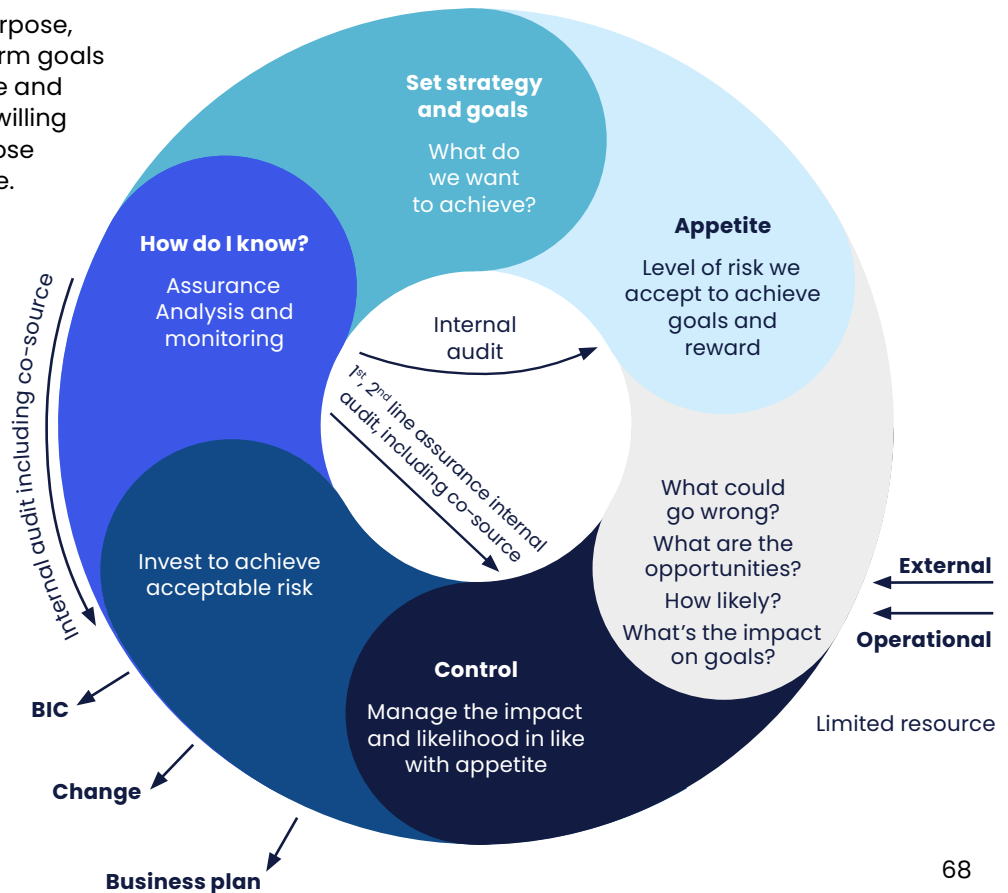 rpose,
rm goals
e and
willing
ose
e.
Set strategy
and goals
What do
we want
to achieve?
Appetite
Level of risk we
accept to achieve
goals and
reward
How do I know?
Assurance
Analysis and
monitoring
Internal
audit
1st, 2nd line assurance internal
audit, including co-source
Internal audit including co-source
What could
go wrong?
What are the
opportunities?
How likely?
What's the impact
on goals?
External
Operational
Invest to achieve
acceptable risk
Control
Manage the impact
and likelihood in like
with appetite
Limited resource
BIC
Change
Business plan
68